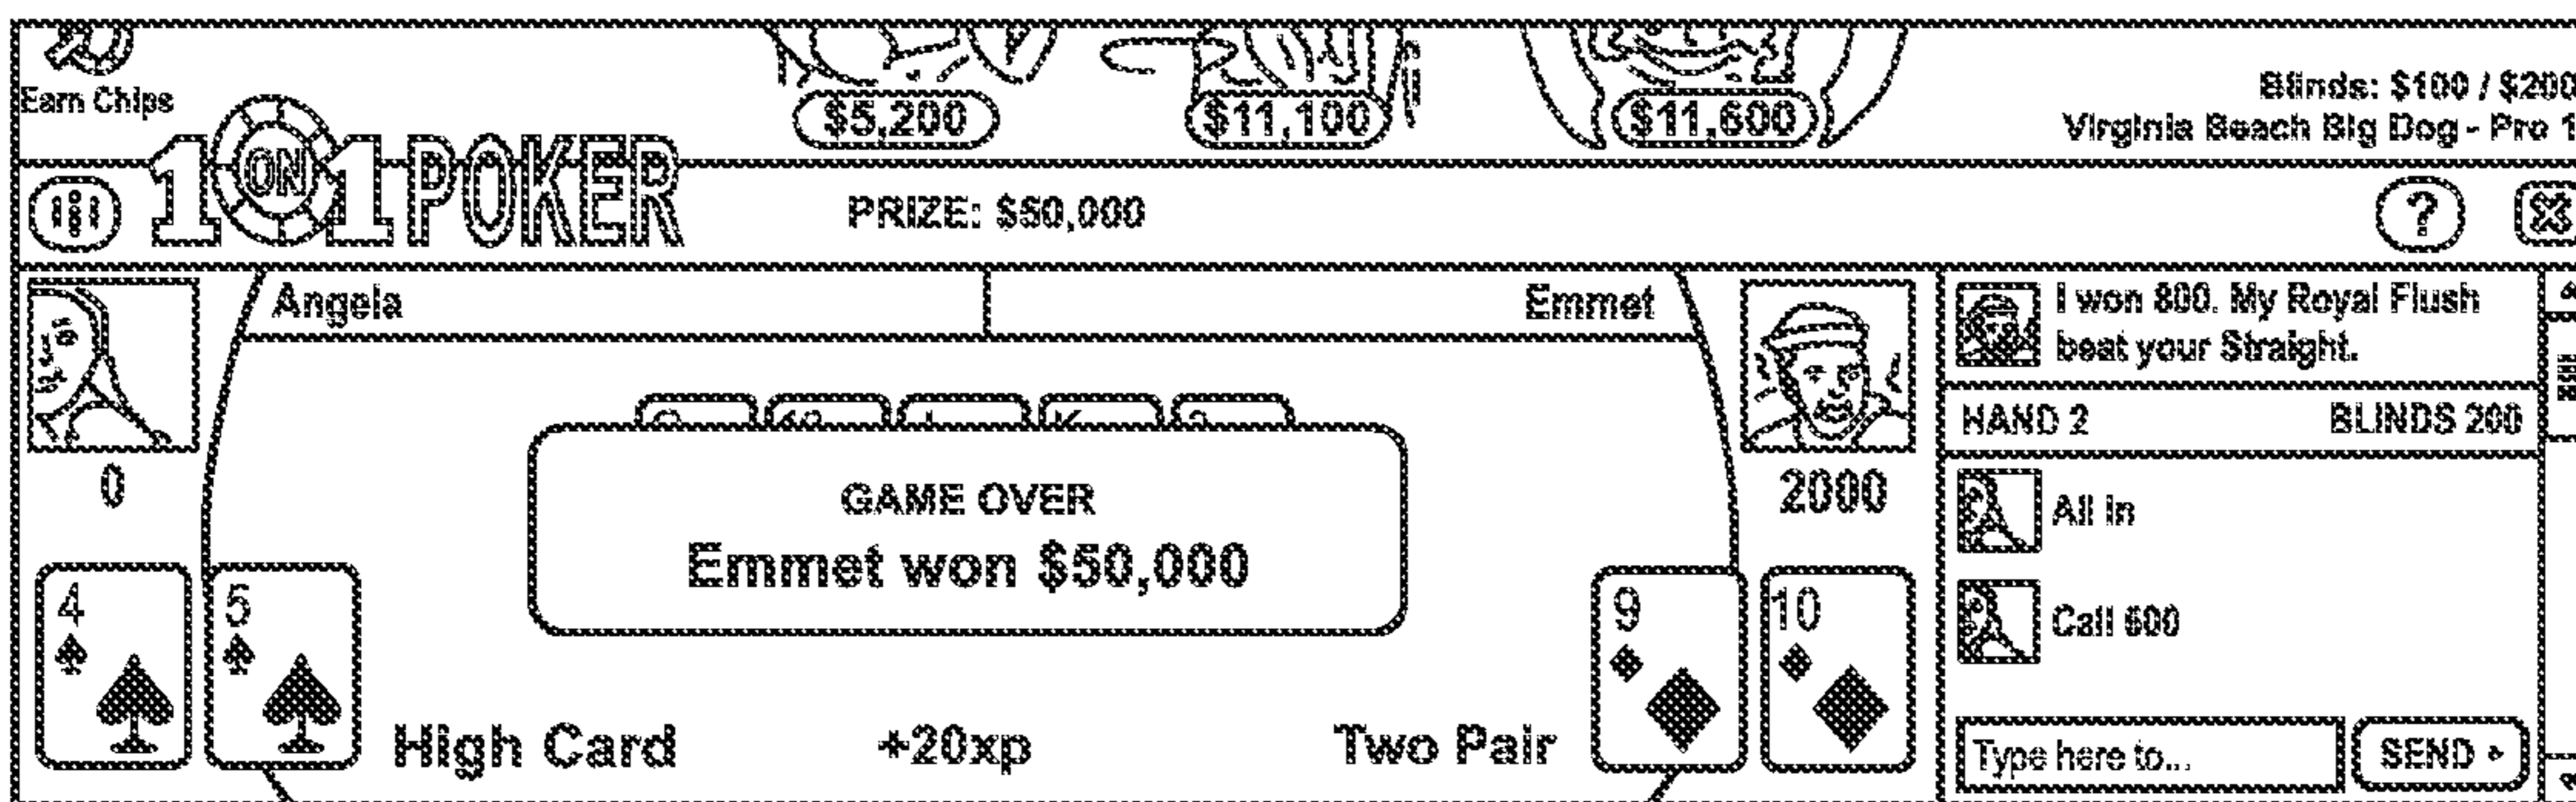 Earn Chips
$5,200
$11,100
$11,600
Blinds: $100 / $200
Virginia Beach Big Dog - Pro 1
1 ON 1 POKER
PRIZE: $50,000
?
Angela
Emmet
I won 800. My Royal Flush
beat your Straight.
HAND 2
BLINDS 200
0
2000
GAME OVER
Emmet won $50,000
All in
Call 600
4
5
9
10
High Card
+20xp
Two Pair
Type here to...
SEND